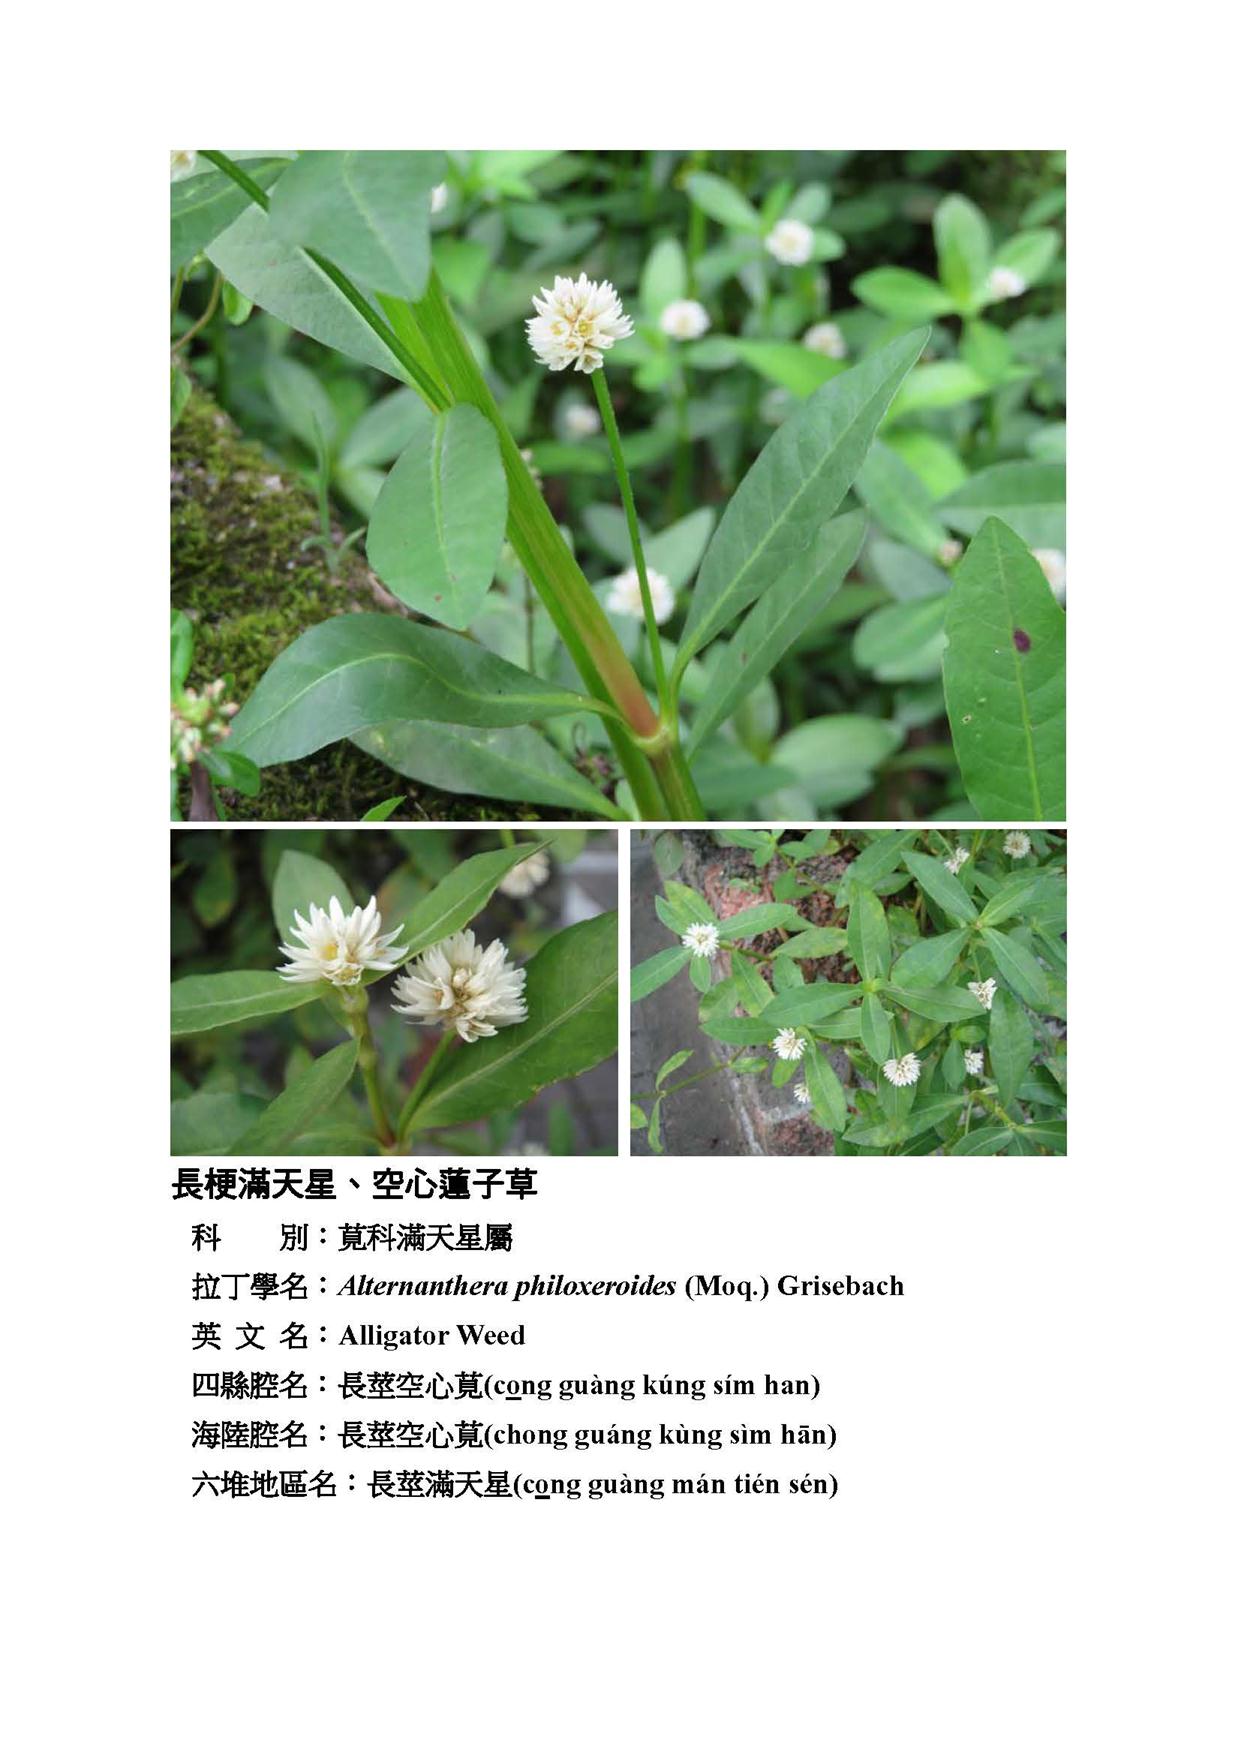 長梗滿天星、空心蓮子草
科　　別：莧科滿天星屬
拉丁學名：Alternanthera philoxeroides (Moq.) Grisebach
英 文 名：Alligator Weed
四縣腔名：長莖空心莧(cong guàng kúng sím han)
海陸腔名：長莖空心莧(chong guáng kùng sìm hān)
六堆地區名：長莖滿天星(cong guàng mán tién sén)